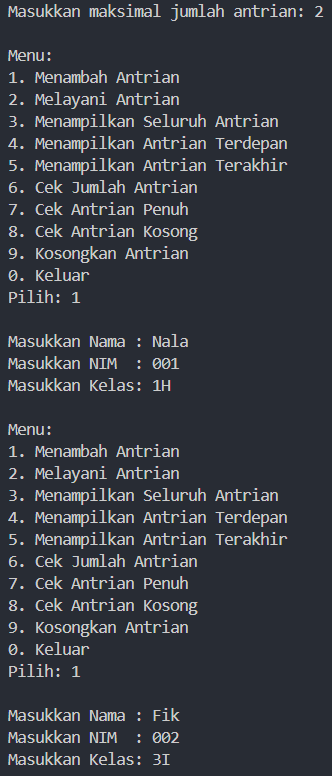 Masukkan maksimal jumlah antrian: 2
Menu:
1. Menambah Antrian
2. Melayani Antrian
3. Menampilkan Seluruh Antrian
4. Menampilkan Antrian Terdepan
5. Menampilkan Antrian Terakhir
6. Cek Jumlah Antrian
7. Cek Antrian Penuh
8. Cek Antrian Kosong
9. Kosongkan Antrian
0. Keluar
Pilih: 1
Masukkan Nama : Nala
Masukkan NIM  : 001
Masukkan Kelas: 1H
Menu:
1. Menambah Antrian
2. Melayani Antrian
3. Menampilkan Seluruh Antrian
4. Menampilkan Antrian Terdepan
5. Menampilkan Antrian Terakhir
6. Cek Jumlah Antrian
7. Cek Antrian Penuh
8. Cek Antrian Kosong
9. Kosongkan Antrian
0. Keluar
Pilih: 1
Masukkan Nama : Fik
Masukkan NIM  : 002
Masukkan Kelas: 3I